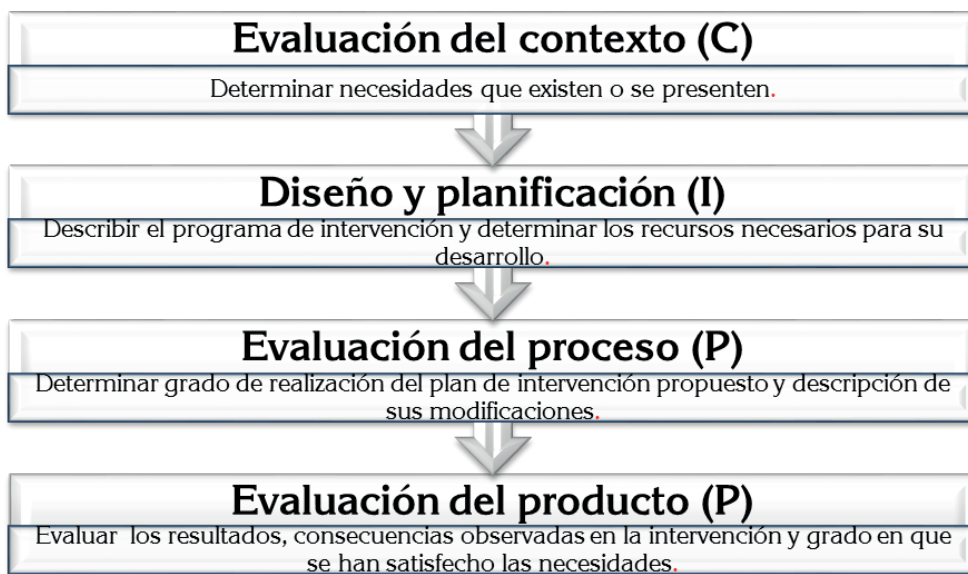 Evaluación del contexto (C)
Determinar necesidades que existen o se presenten.
Diseño y planificación (I)
Describir el programa de intervención y determinar los recursos necesarios para su
desarrollo.
Evaluación del proceso (P)
Determinar grado de realización del plan de intervención propuesto y descripción de
sus modificaciones.
Evaluación del producto (P)
Evaluar los resultados, consecuencias observadas en la intervención y grado en que
se han satisfecho las necesidades.